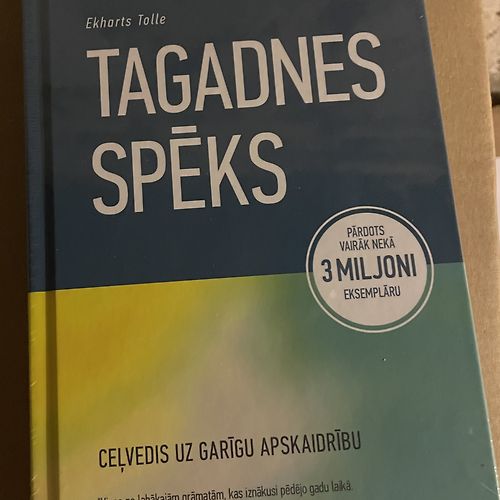 Ekharts Tolle
TAGADNES
SPĒKS
PĀRDOTS
VAIRĀK NEKĀ
3 MILJONI
EKSEMPLĀRU
CEĻVEDIS UZ GARĪGU APSKAIDRĪBU
no labākajām grāmatām, kas iznākusi pēdējo gadu laikā.